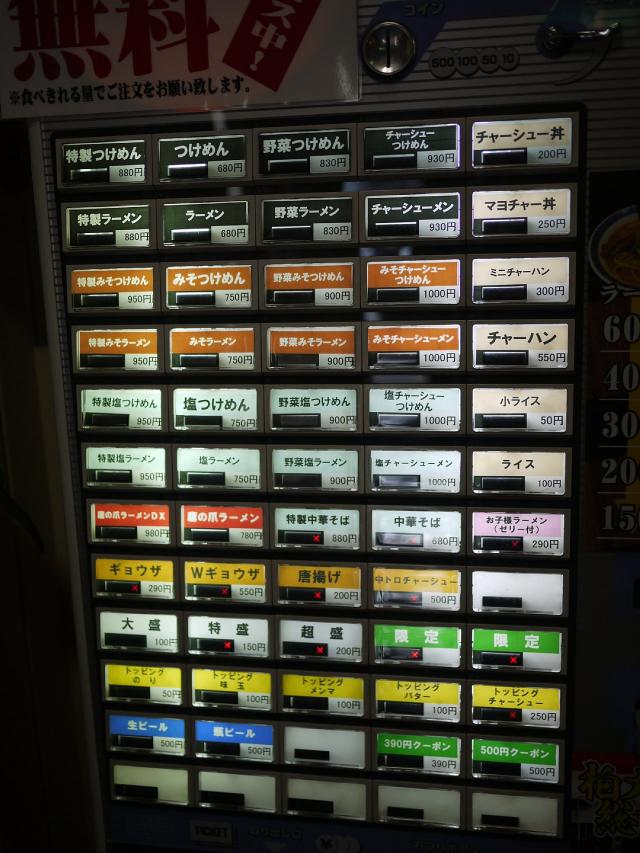 無料
ス中!
※食べきれる量でご注文をお願い致します。
コイン
500 100 50 10
特製つけめん 880円
つけめん 680円
野菜つけめん 830円
チャーシュー
つけめん 930円
チャーシュー丼 200円
特製ラーメン 880円
ラーメン 680円
野菜ラーメン 830円
チャーシューメン 930円
マヨチャー丼 250円
特製みそつけめん 950円
みそつけめん 750円
野菜みそつけめん 900円
みそチャーシュー
つけめん 1000円
ミニチャーハン 300円
特製みそラーメン 950円
みそラーメン 750円
野菜みそラーメン 900円
みそチャーシューメン 1000円
チャーハン 550円
特製塩つけめん 950円
塩つけめん 750円
野菜塩つけめん 900円
塩チャーシュー
つけめん 1000円
小ライス 50円
特製塩ラーメン 950円
塩ラーメン 750円
野菜塩ラーメン 900円
塩チャーシューメン 1000円
ライス 100円
鷹の爪ラーメンDX 980円
鷹の爪ラーメン 780円
特製中華そば 880円
中華そば 680円
お子様ラーメン
(ゼリー付) 290円
ギョウザ 290円
Wギョウザ 550円
唐揚げ 200円
中トロチャーシュー 500円
大盛 100円
特盛 150円
超盛 200円
限定
限定
トッピング
のり 50円
トッピング
味玉 100円
トッピング
メンマ 100円
トッピング
バター 100円
トッピング
チャーシュー 250円
生ビール 500円
瓶ビール 500円
390円クーポン 390円
500円クーポン 500円
TICKET